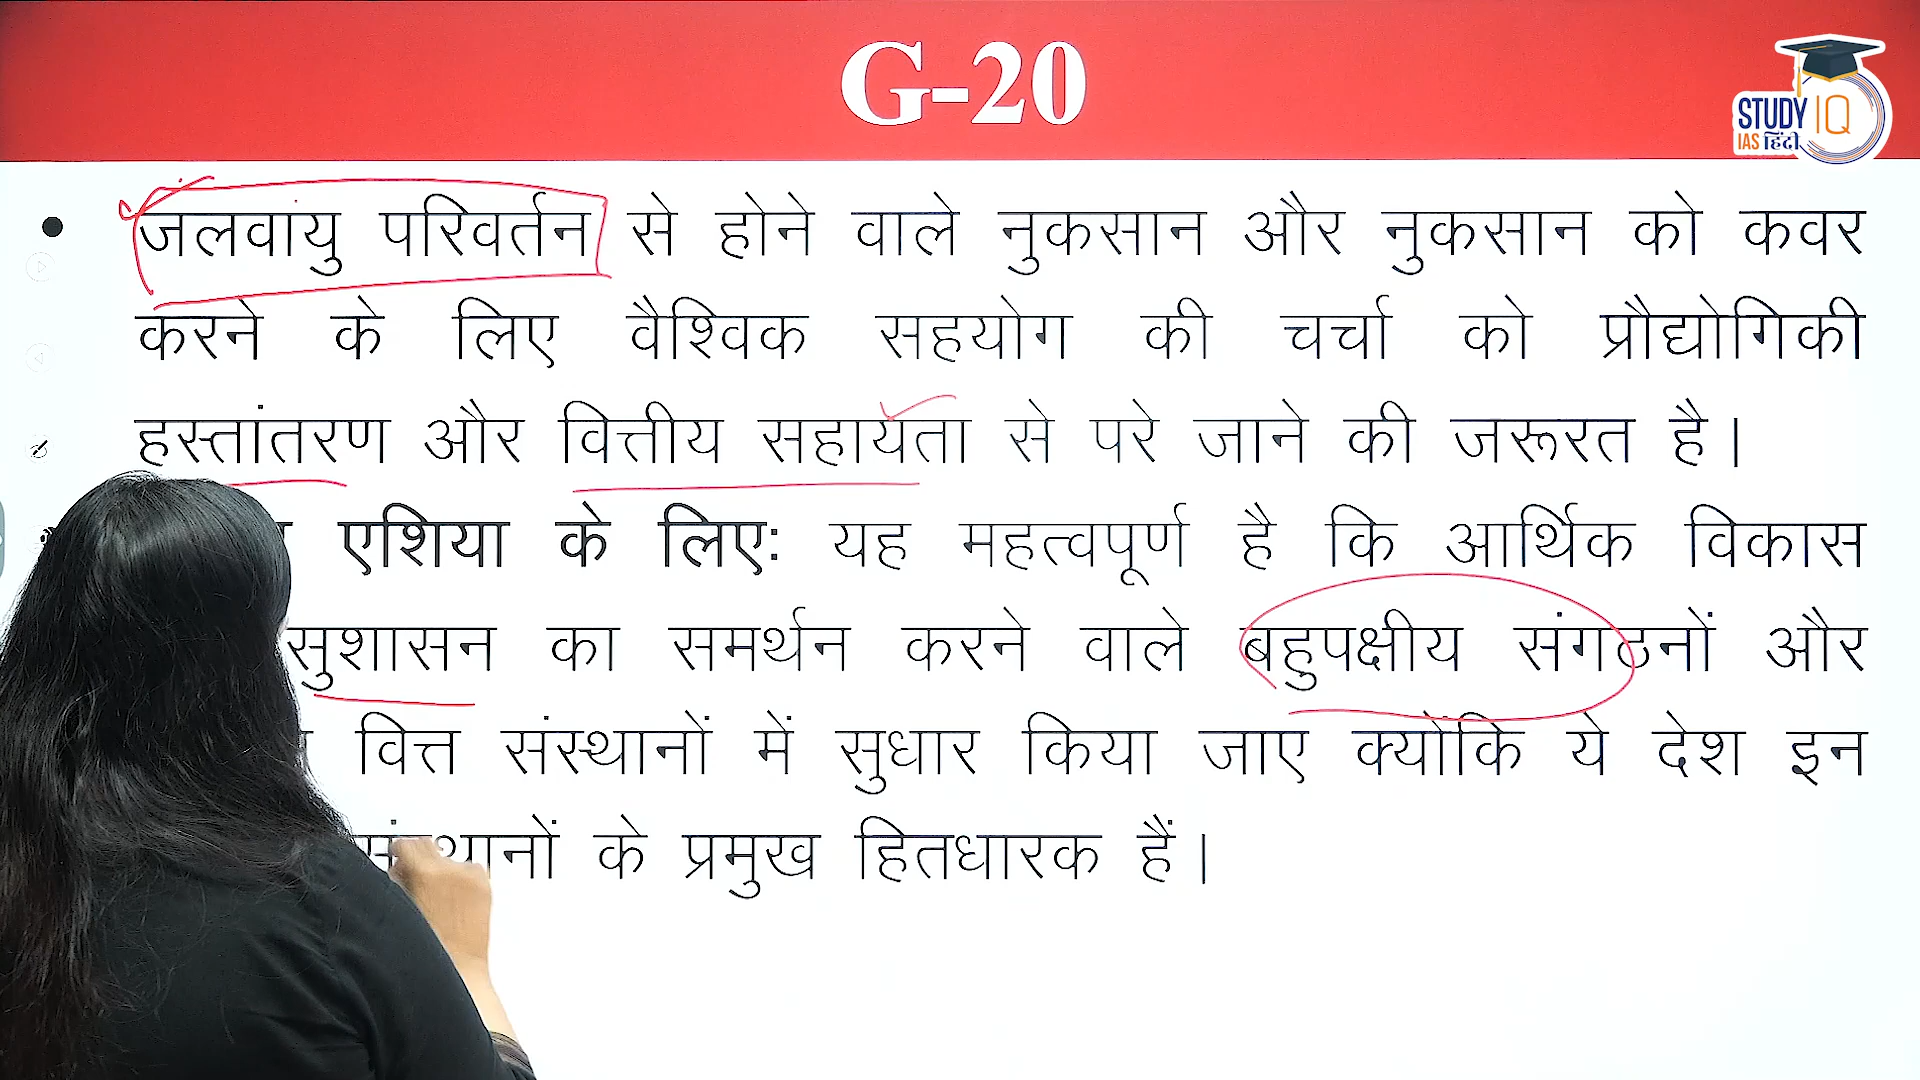 G-20
STUDY IQ
IAS हिंदी
जलवायु परिवर्तन से होने वाले नुकसान और नुकसान को कवर
करने के लिए वैश्विक सहयोग की चर्चा को प्रौद्योगिकी
हस्तांतरण और वित्तीय सहायता से परे जाने की जरूरत है।
एशिया के लिए: यह महत्वपूर्ण है कि आर्थिक विकास
सुशासन का समर्थन करने वाले बहुपक्षीय संगठनों और
वित्त संस्थानों में सुधार किया जाए क्योंकि ये देश इन
के प्रमुख हितधारक हैं।